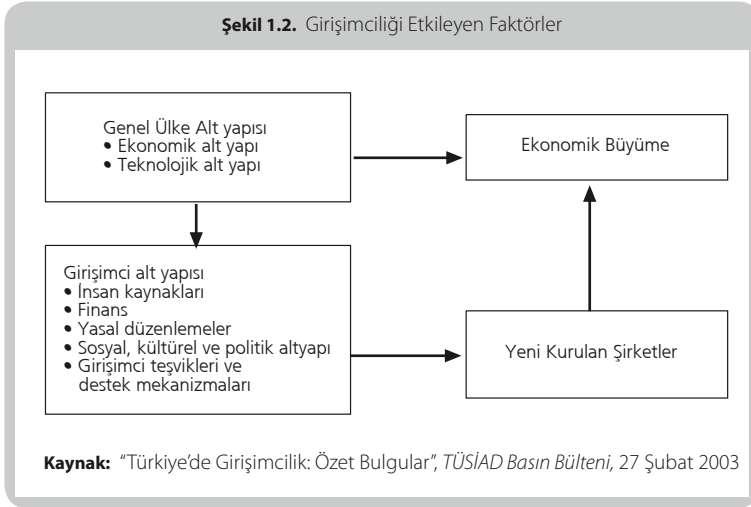 Şekil 1.2. Girişimciliği Etkileyen Faktörler
Genel Ülke Alt yapısı
• Ekonomik alt yapı
• Teknolojik alt yapı
Ekonomik Büyüme
Girişimci alt yapısı
• İnsan kaynakları
• Finans
• Yasal düzenlemeler
• Sosyal, kültürel ve politik altyapı
• Girişimci teşvikleri ve
destek mekanizmaları
Yeni Kurulan Şirketler
Kaynak: “Türkiye’de Girişimcilik: Özet Bulgular”, TÜSİAD Basın Bülteni, 27 Şubat 2003